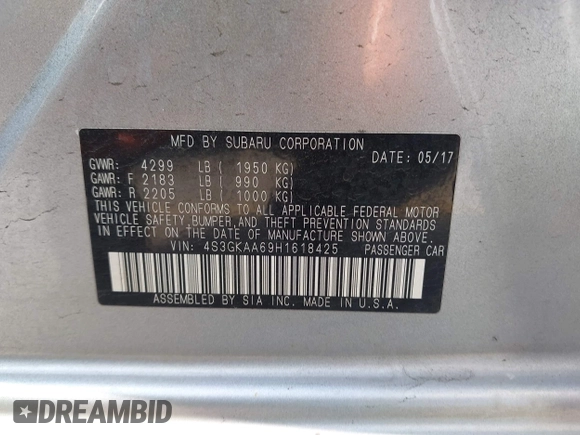 MFD BY SUBARU CORPORATION
DATE: 05/17
GVWR: 4299 LB ( 1950 KG)
GAWR: F 2183 LB ( 990 KG)
GAWR: R 2205 LB ( 1000 KG)
THIS VEHICLE CONFORMS TO ALL APPLICABLE FEDERAL MOTOR
VEHICLE SAFETY, BUMPER, AND THEFT PREVENTION STANDARDS
IN EFFECT ON THE DATE OF MANUFACTURE SHOWN ABOVE.
VIN: 4S3GKAA69H1618425 PASSENGER CAR
ASSEMBLED BY SIA INC. MADE IN U.S.A.
DREAMBID